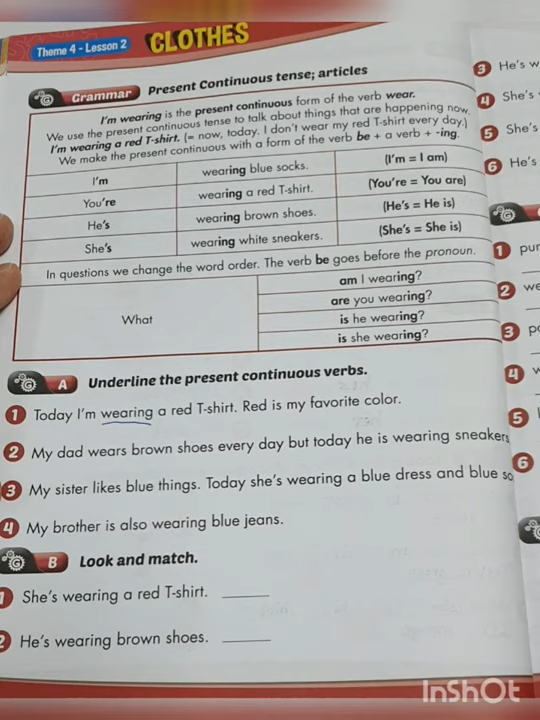 Theme 4 - Lesson 2
CLOTHES
Grammar Present Continuous tense; articles
I'm wearing is the present continuous form of the verb wear.
We use the present continuous tense to talk about things that are happening now.
I'm wearing a red T-shirt. (= now, today. I don't wear my red T-shirt every day.)
We make the present continuous with a form of the verb be + a verb + -ing.
I'm wearing blue socks. (I'm = I am)
You're wearing a red T-shirt. (You're = You are)
He's wearing brown shoes. (He's = He is)
She's wearing white sneakers. (She's = She is)
In questions we change the word order. The verb be goes before the pronoun.
What
am I wearing?
are you wearing?
is he wearing?
is she wearing?
A Underline the present continuous verbs.
1 Today I'm wearing a red T-shirt. Red is my favorite color.
2 My dad wears brown shoes every day but today he is wearing sneakers
3 My sister likes blue things. Today she's wearing a blue dress and blue so
4 My brother is also wearing blue jeans.
B Look and match.
1 She's wearing a red T-shirt.
2 He's wearing brown shoes.
3 He's w
4 She's
5 She's
6 He's
1 pur
2 we
3 p
4 w
5
6
InShOt